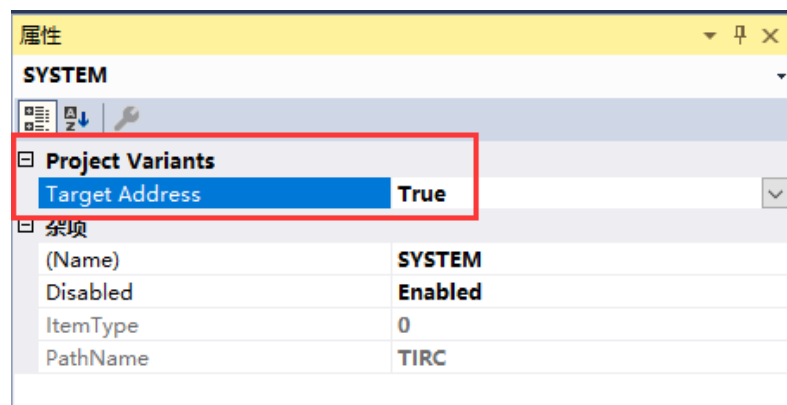 属性
SYSTEM
Project Variants
Target Address True
杂项
(Name) SYSTEM
Disabled Enabled
ItemType 0
PathName TIRC